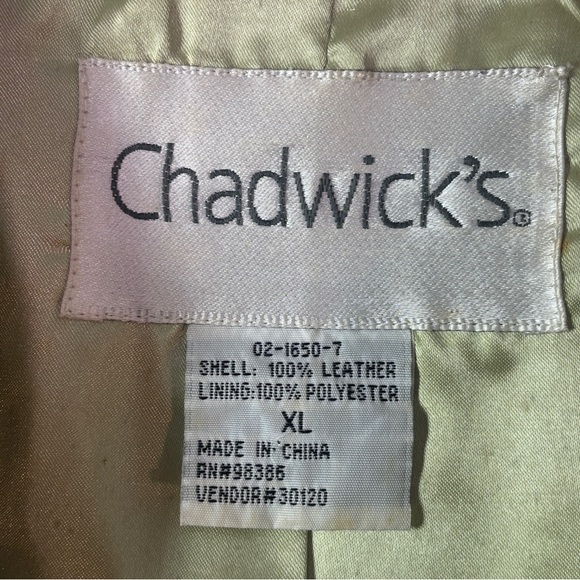 Chadwick's®
02-1650-7
SHELL: 100% LEATHER
LINING:100% POLYESTER
XL
MADE IN CHINA
RN#98386
VENDOR#30120